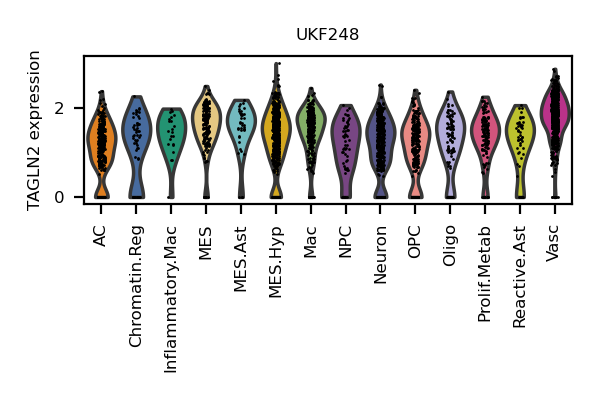 UKF248
TAGLN2 expression
2
0
AC
Chromatin.Reg
Inflammatory.Mac
MES
MES.Ast
MES.Hyp
Mac
NPC
Neuron
OPC
Oligo
Prolif.Metab
Reactive.Ast
Vasc